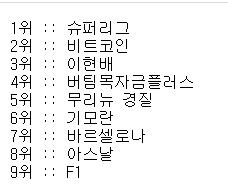 1위 :: 슈퍼리그
2위 :: 비트코인
3위 :: 이현배
4위 :: 버팀목자금플러스
5위 :: 무리뉴 경질
6위 :: 기모란
7위 :: 바르셀로나
8위 :: 아스날
9위 :: F1